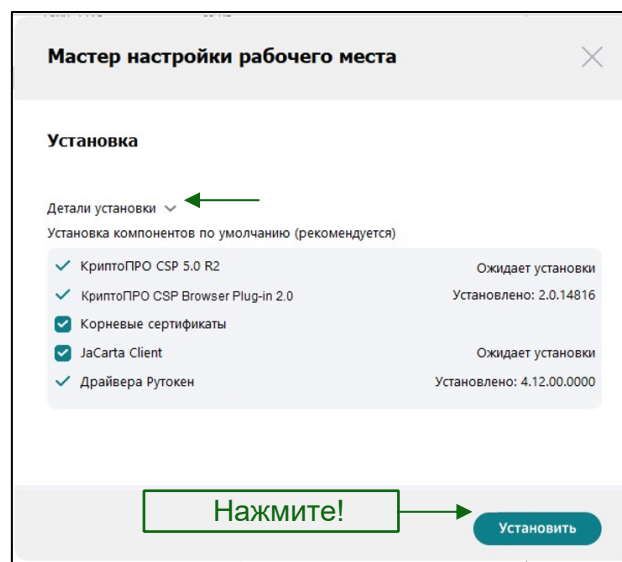 Мастер настройки рабочего места
Установка
Детали установки
Установка компонентов по умолчанию (рекомендуется)
КриптоПРО CSP 5.0 R2 Ожидает установки
КриптоПРО CSP Browser Plug-in 2.0 Установлено: 2.0.14816
Корневые сертификаты
JaCarta Client Ожидает установки
Драйвера Рутокен Установлено: 4.12.00.0000
Нажмите!
Установить